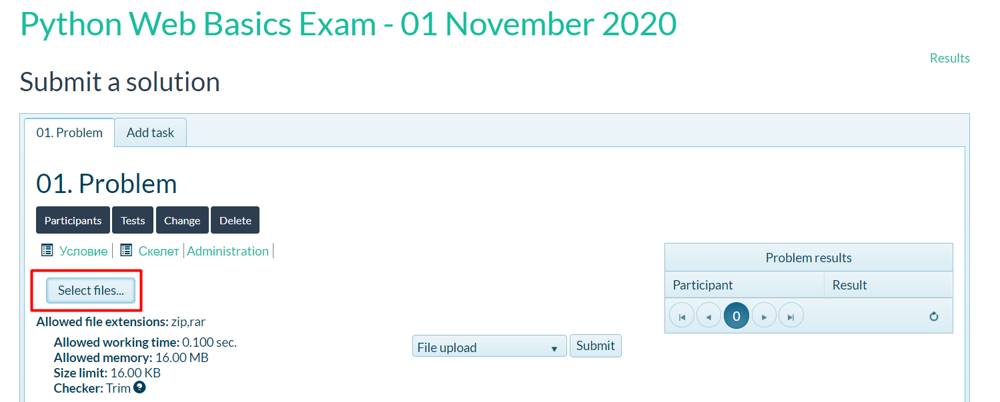 Python Web Basics Exam - 01 November 2020
Results
Submit a solution
01. Problem
Add task
01. Problem
Participants
Tests
Change
Delete
Условие
Скелет
Administration
Select files...
Allowed file extensions: zip,rar
Allowed working time: 0.100 sec.
Allowed memory: 16.00 MB
Size limit: 16.00 KB
Checker: Trim ?
File upload
Submit
Problem results
Participant
Result
0